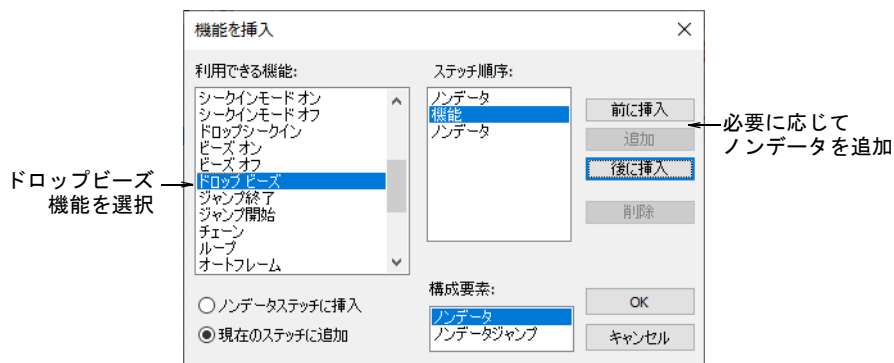 機能を挿入
利用できる機能:
シークインモード オン
シークインモード オフ
ドロップシークイン
ビーズ オン
ビーズ オフ
ドロップ ビーズ
ジャンプ終了
ジャンプ開始
チェーン
ループ
オートフレーム
ノンデータステッチに挿入
現在のステッチに追加
ステッチ順序:
ノンデータ
機能
ノンデータ
構成要素:
ノンデータ
ノンデータジャンプ
前に挿入
追加
後に挿入
削除
OK
キャンセル
ドロップビーズ
機能を選択
必要に応じて
ノンデータを追加